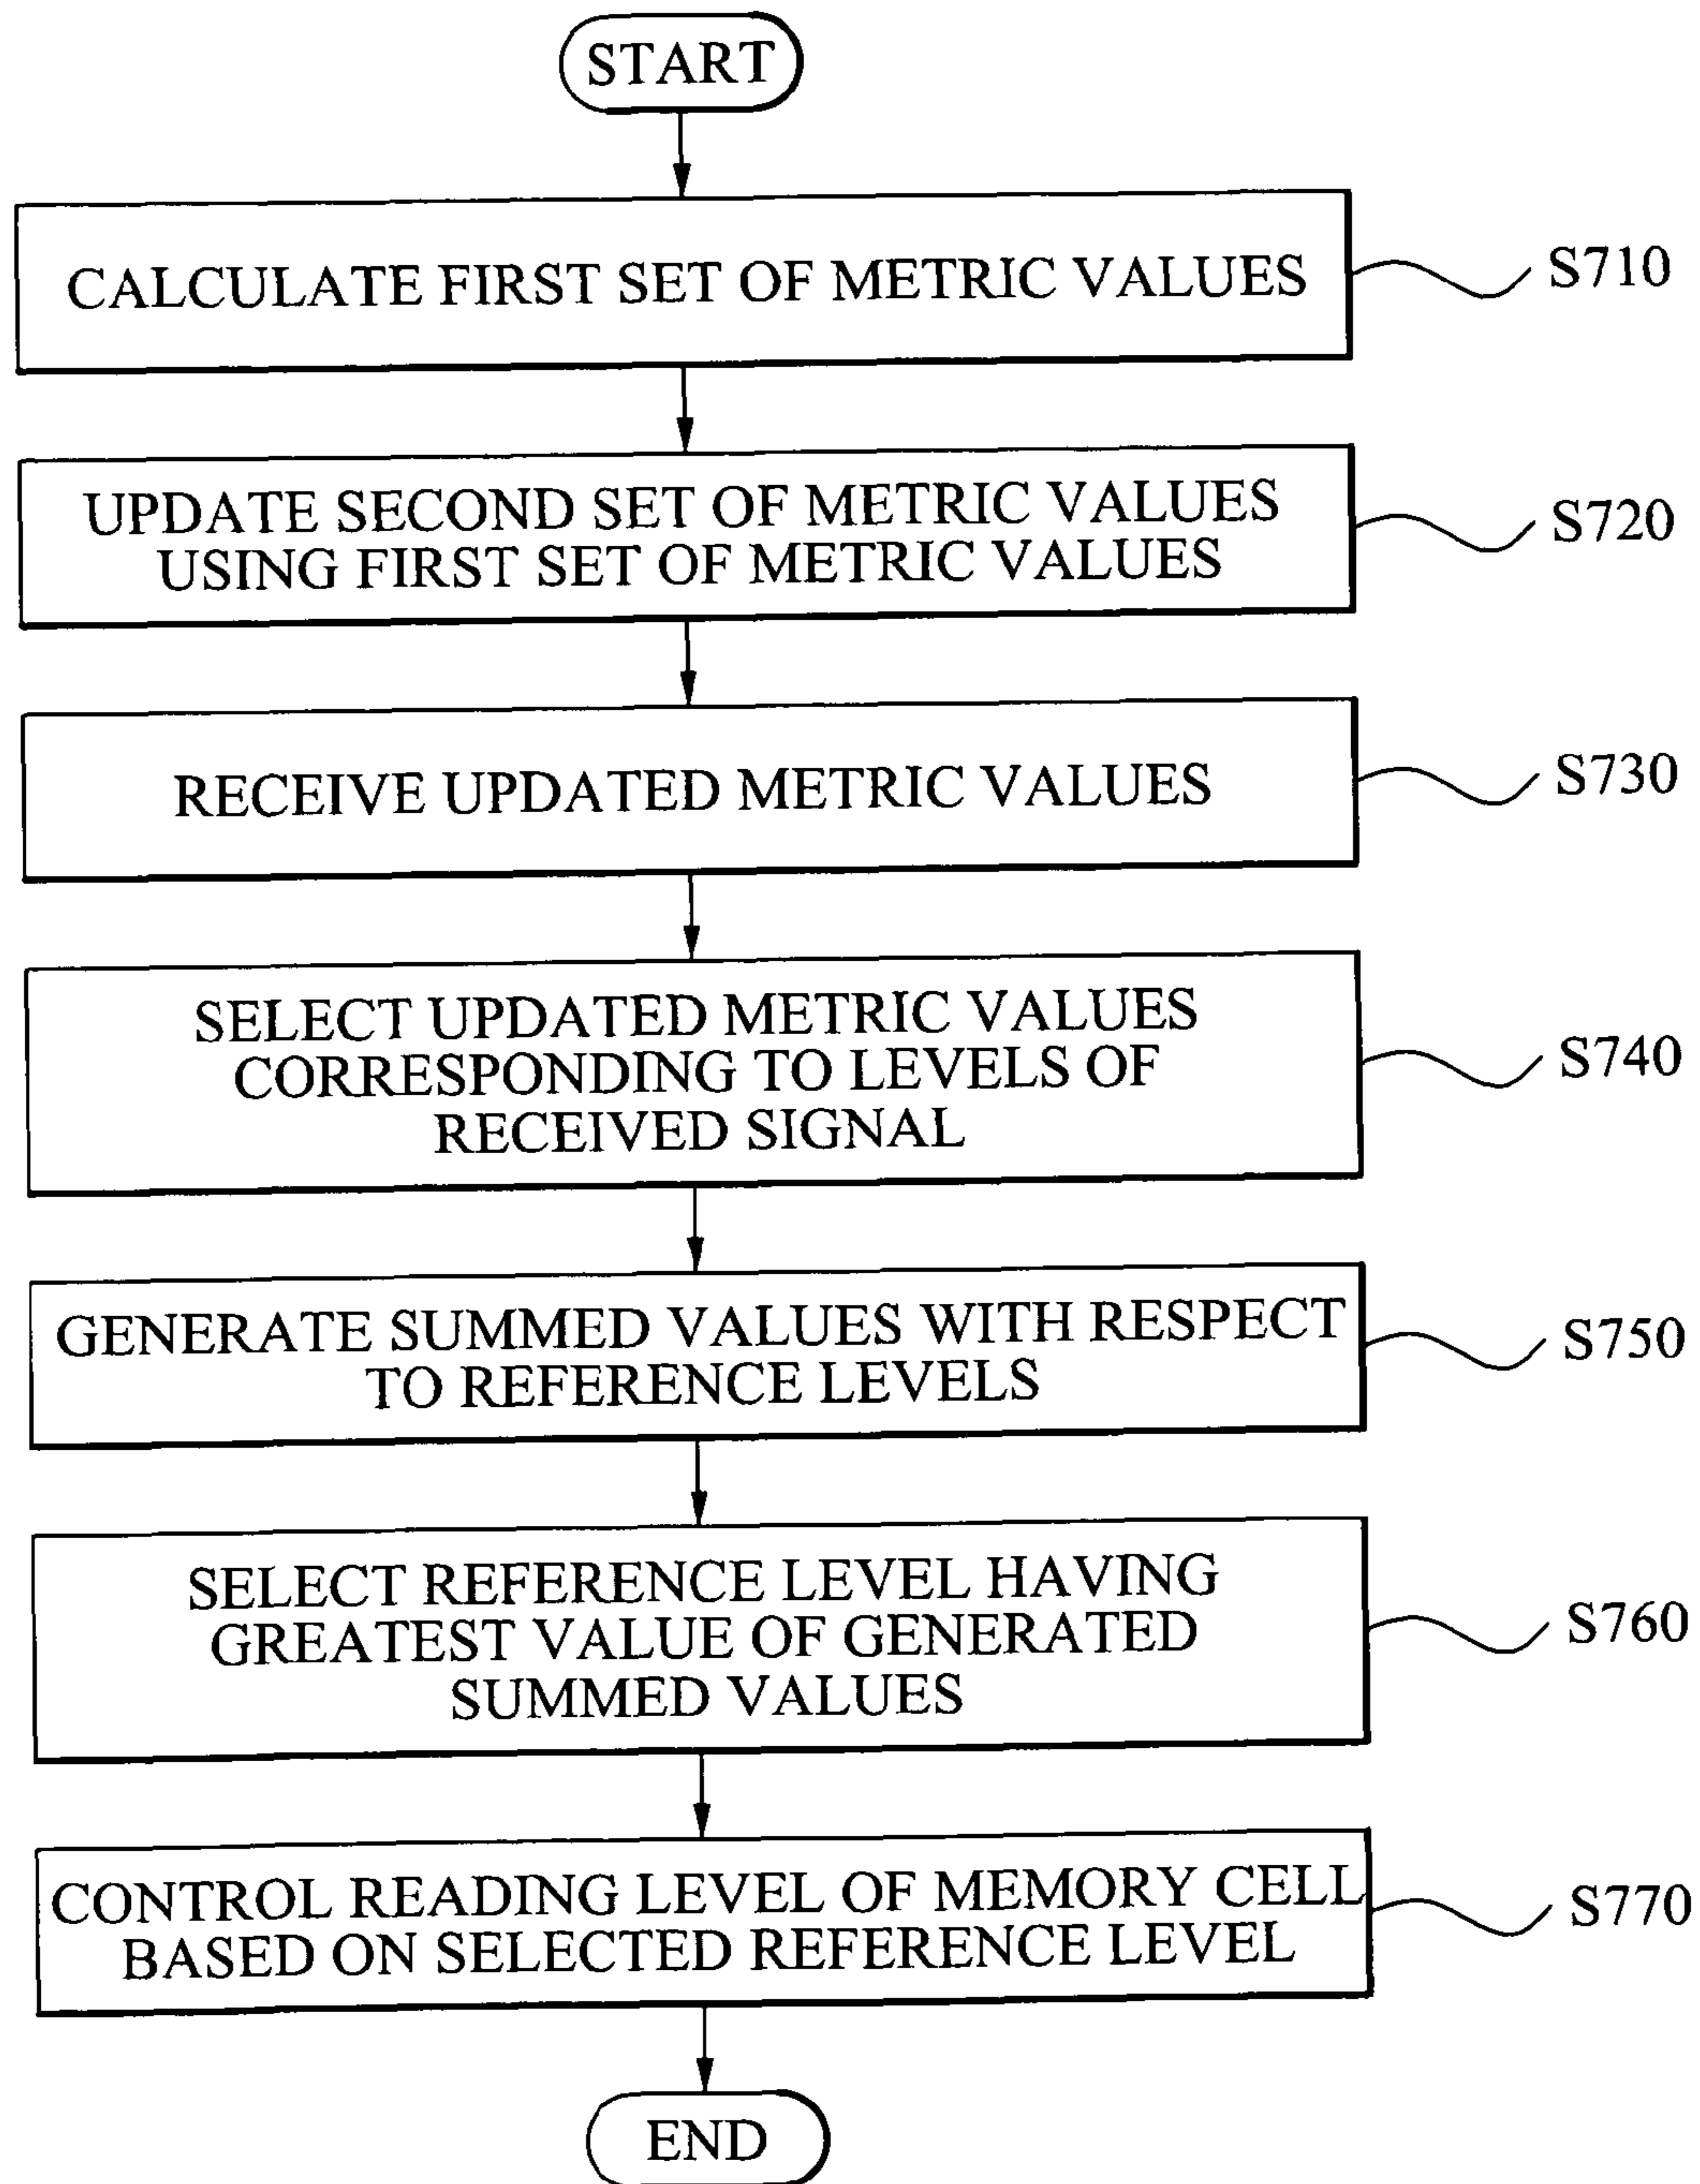 START
CALCULATE FIRST SET OF METRIC VALUES
S710
UPDATE SECOND SET OF METRIC VALUES
USING FIRST SET OF METRIC VALUES
S720
RECEIVE UPDATED METRIC VALUES
S730
SELECT UPDATED METRIC VALUES
CORRESPONDING TO LEVELS OF
RECEIVED SIGNAL
S740
GENERATE SUMMED VALUES WITH RESPECT
TO REFERENCE LEVELS
S750
SELECT REFERENCE LEVEL HAVING
GREATEST VALUE OF GENERATED
SUMMED VALUES
S760
CONTROL READING LEVEL OF MEMORY CELL
BASED ON SELECTED REFERENCE LEVEL
S770
END